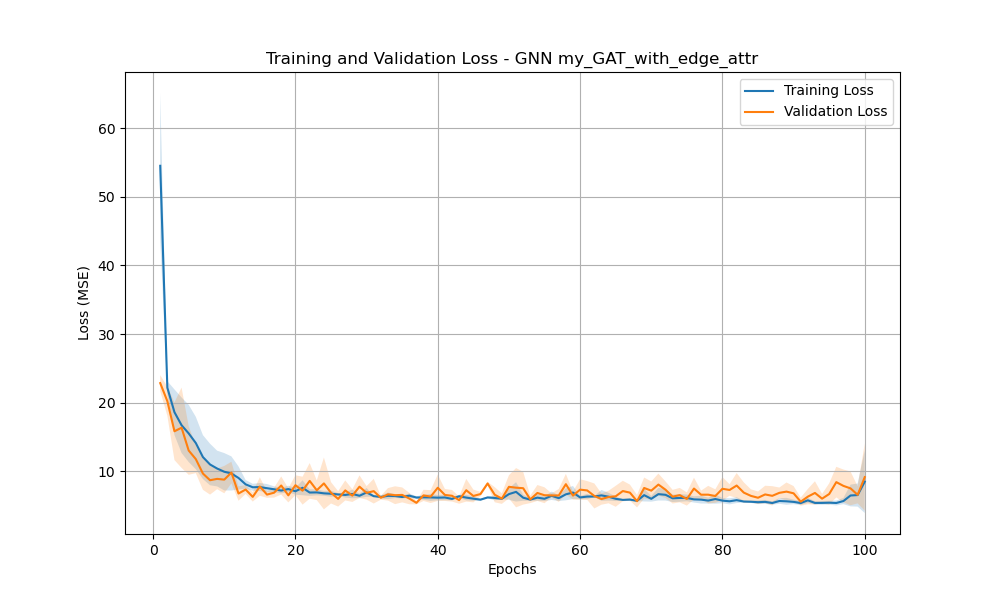 Training and Validation Loss - GNN my_GAT_with_edge_attr
Training Loss
Validation Loss
60
50
40
30
20
10
Loss (MSE)
0
20
40
60
80
100
Epochs